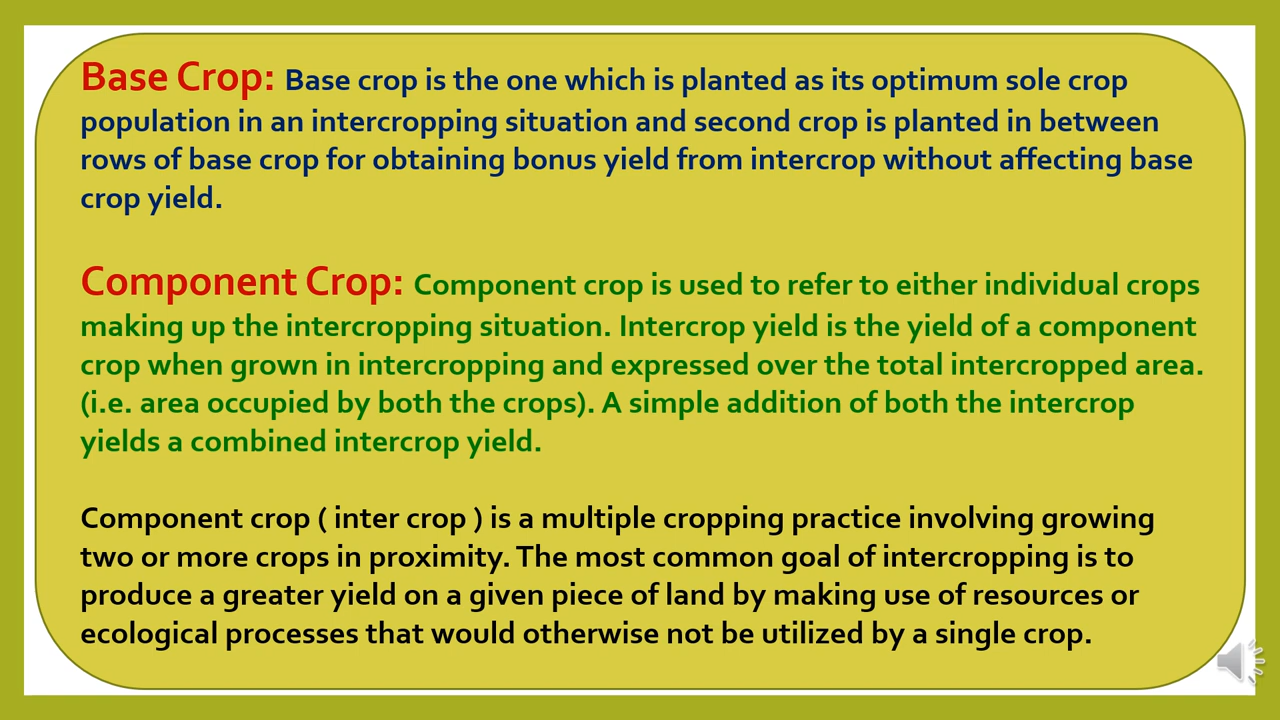 Base Crop: Base crop is the one which is planted as its optimum sole crop
population in an intercropping situation and second crop is planted in between
rows of base crop for obtaining bonus yield from intercrop without affecting base
crop yield.
Component Crop: Component crop is used to refer to either individual crops
making up the intercropping situation. Intercrop yield is the yield of a component
crop when grown in intercropping and expressed over the total intercropped area.
(i.e. area occupied by both the crops). A simple addition of both the intercrop
yields a combined intercrop yield.
Component crop ( inter crop ) is a multiple cropping practice involving growing
two or more crops in proximity. The most common goal of intercropping is to
produce a greater yield on a given piece of land by making use of resources or
ecological processes that would otherwise not be utilized by a single crop.